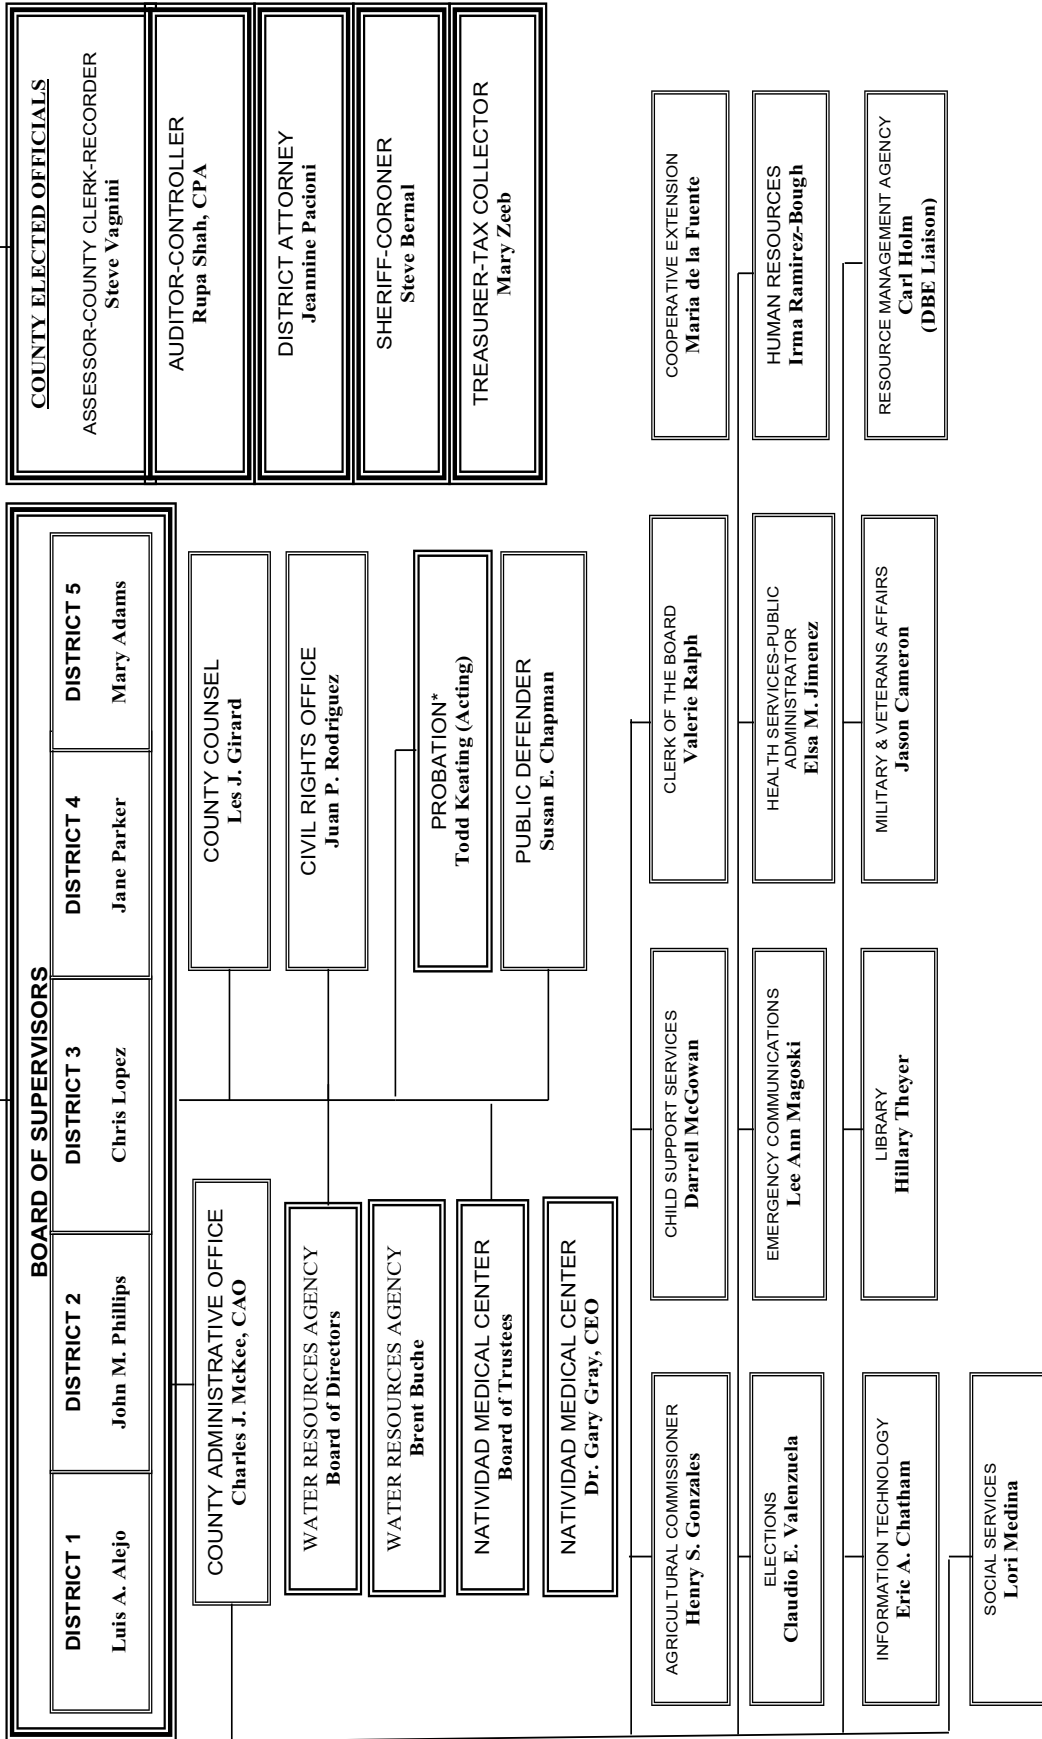 BOARD OF SUPERVISORS
DISTRICT 1
Luis A. Alejo
DISTRICT 2
John M. Phillips
DISTRICT 3
Chris Lopez
DISTRICT 4
Jane Parker
DISTRICT 5
Mary Adams
COUNTY ELECTED OFFICIALS
ASSESSOR-COUNTY CLERK-RECORDER
Steve Vagnini
AUDITOR-CONTROLLER
Rupa Shah, CPA
DISTRICT ATTORNEY
Jeannine Pacioni
SHERIFF-CORONER
Steve Bernal
TREASURER-TAX COLLECTOR
Mary Zeeb
COUNTY ADMINISTRATIVE OFFICE
Charles J. McKee, CAO
WATER RESOURCES AGENCY
Board of Directors
WATER RESOURCES AGENCY
Brent Buche
NATIVIDAD MEDICAL CENTER
Board of Trustees
NATIVIDAD MEDICAL CENTER
Dr. Gary Gray, CEO
COUNTY COUNSEL
Les J. Girard
CIVIL RIGHTS OFFICE
Juan P. Rodriguez
PROBATION*
Todd Keating (Acting)
PUBLIC DEFENDER
Susan E. Chapman
AGRICULTURAL COMMISSIONER
Henry S. Gonzales
CHILD SUPPORT SERVICES
Darrell McGowan
CLERK OF THE BOARD
Valerie Ralph
COOPERATIVE EXTENSION
Maria de la Fuente
ELECTIONS
Claudio E. Valenzuela
EMERGENCY COMMUNICATIONS
Lee Ann Magoski
HEALTH SERVICES-PUBLIC
ADMINISTRATOR
Elsa M. Jimenez
HUMAN RESOURCES
Irma Ramirez-Bough
INFORMATION TECHNOLOGY
Eric A. Chatham
LIBRARY
Hillary Theyer
MILITARY & VETERANS AFFAIRS
Jason Cameron
RESOURCE MANAGEMENT AGENCY
Carl Holm
(DBE Liaison)
SOCIAL SERVICES
Lori Medina